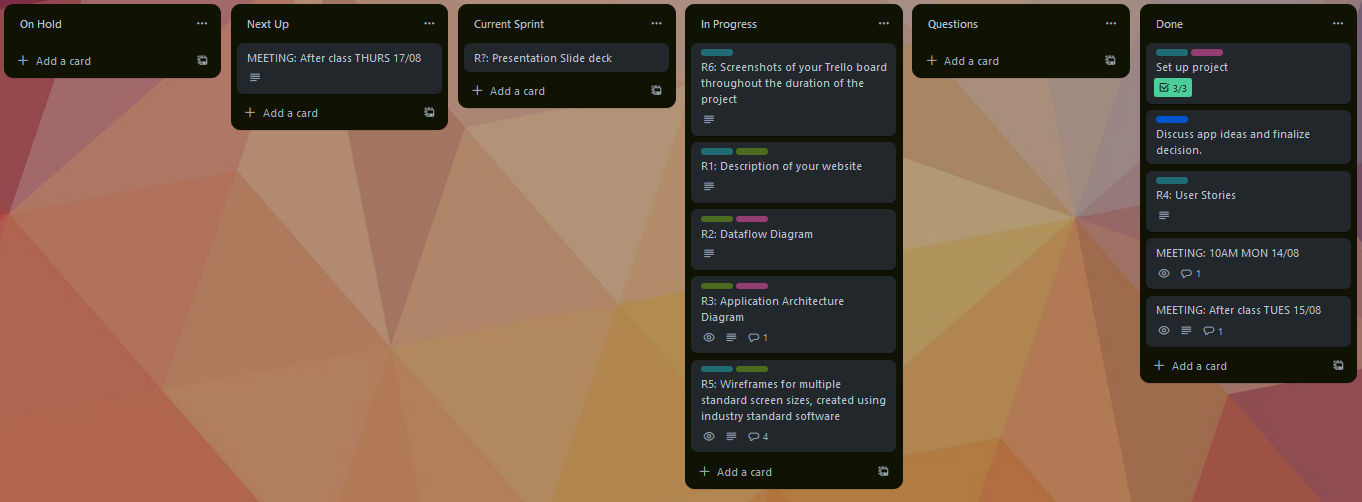 On Hold
Add a card
Next Up
MEETING: After class THURS 17/08
Add a card
Current Sprint
R?: Presentation Slide deck
Add a card
In Progress
R6: Screenshots of your Trello board
throughout the duration of the
project
R1: Description of your website
R2: Dataflow Diagram
R3: Application Architecture
Diagram
1
R5: Wireframes for multiple
standard screen sizes, created using
industry standard software
4
Add a card
Questions
Add a card
Done
Set up project
3/3
Discuss app ideas and finalize
decision.
R4: User Stories
MEETING: 10AM MON 14/08
1
MEETING: After class TUES 15/08
1
Add a card